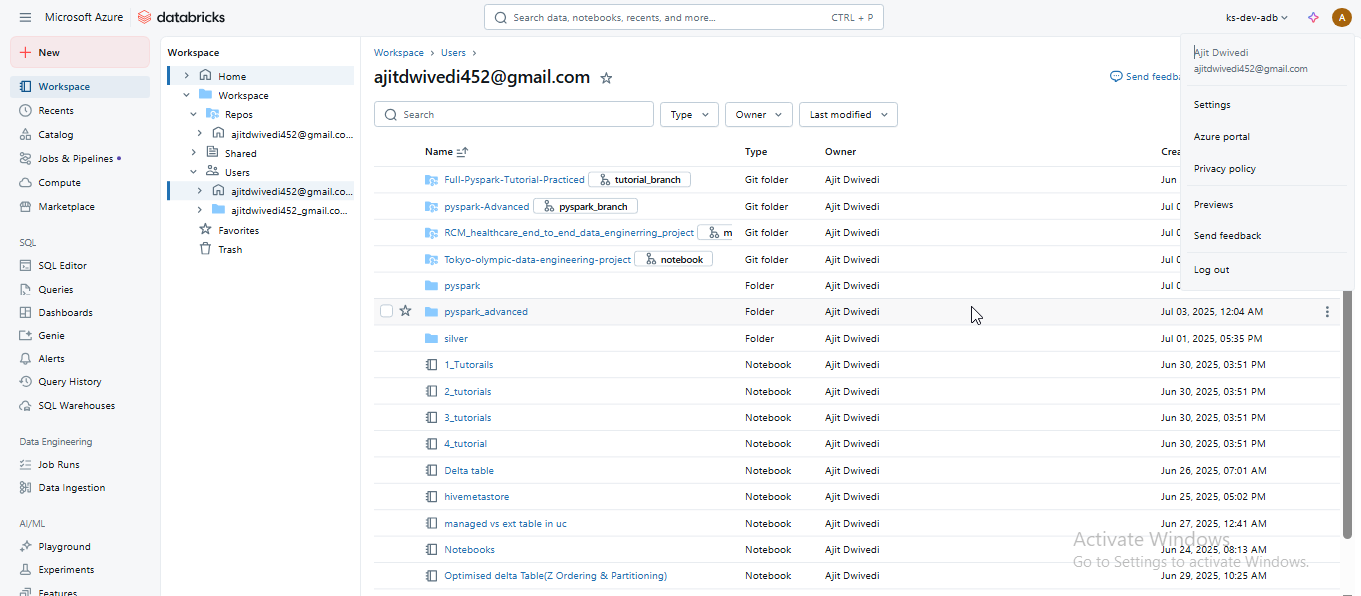 Microsoft Azure databricks
Search data, notebooks, recents, and more... CTRL + P
ks-dev-adb
A
New
Workspace
Recents
Catalog
Jobs & Pipelines
Compute
Marketplace
SQL
SQL Editor
Queries
Dashboards
Genie
Alerts
Query History
SQL Warehouses
Data Engineering
Job Runs
Data Ingestion
AI/ML
Playground
Experiments
Features
Workspace
Home
Workspace
Repos
ajitdwivedi452@gmail.co...
Shared
Users
ajitdwivedi452@gmail.co...
ajitdwivedi452_gmail.co...
Favorites
Trash
Workspace > Users >
ajitdwivedi452@gmail.com
Send feedba
Search
Type
Owner
Last modified
Name Type Owner Crea
Full-Pyspark-Tutorial-Practiced tutorial_branch Git folder Ajit Dwivedi Jun
pyspark-Advanced pyspark_branch Git folder Ajit Dwivedi Jul 0
RCM_healthcare_end_to_end_data_enginerring_project m Git folder Ajit Dwivedi Jul 0
Tokyo-olympic-data-engineering-project notebook Git folder Ajit Dwivedi Jul 0
pyspark Folder Ajit Dwivedi Jul 0
pyspark_advanced Folder Ajit Dwivedi Jul 03, 2025, 12:04 AM
silver Folder Ajit Dwivedi Jul 01, 2025, 05:35 PM
1_Tutorails Notebook Ajit Dwivedi Jun 30, 2025, 03:51 PM
2_tutorials Notebook Ajit Dwivedi Jun 30, 2025, 03:51 PM
3_tutorials Notebook Ajit Dwivedi Jun 30, 2025, 03:51 PM
4_tutorial Notebook Ajit Dwivedi Jun 30, 2025, 03:51 PM
Delta table Notebook Ajit Dwivedi Jun 26, 2025, 07:01 AM
hivemetastore Notebook Ajit Dwivedi Jun 25, 2025, 05:02 PM
managed vs ext table in uc Notebook Ajit Dwivedi Jun 27, 2025, 12:41 AM
Notebooks Notebook Ajit Dwivedi Jun 24, 2025, 08:13 AM
Optimised delta Table(Z Ordering & Partitioning) Notebook Ajit Dwivedi Jun 29, 2025, 10:25 AM
Ajit Dwivedi
ajitdwivedi452@gmail.com
Settings
Azure portal
Privacy policy
Previews
Send feedback
Log out
Activate Windows
Go to Settings to activate Windows.